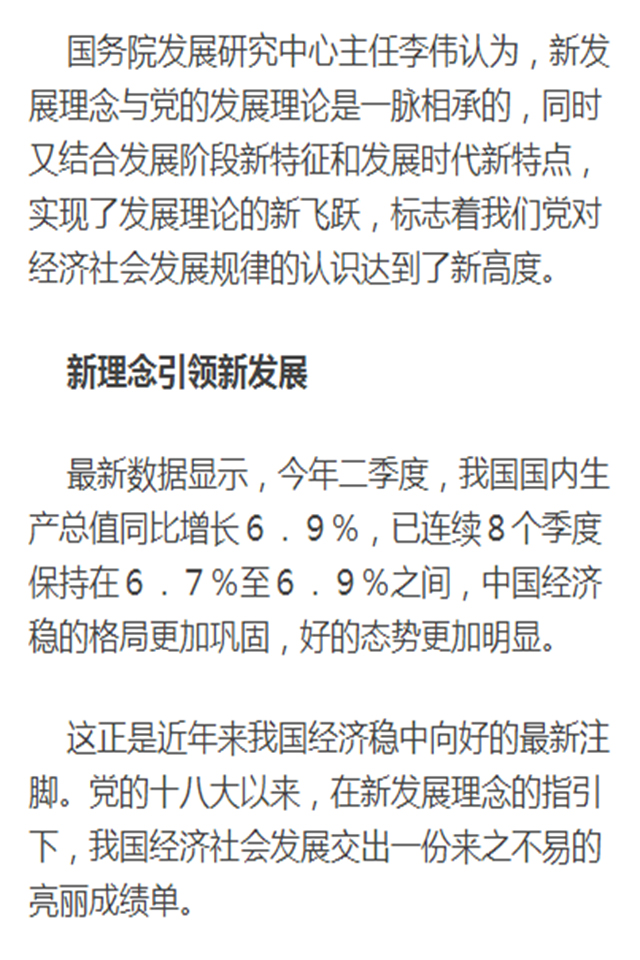 国务院发展研究中心主任李伟认为，新发
展理念与党的发展理论是一脉相承的，同时
又结合发展阶段新特征和发展时代新特点，
实现了发展理论的新飞跃，标志着我们党对
经济社会发展规律的认识达到了新高度。
新理念引领新发展
最新数据显示，今年二季度，我国国内生
产总值同比增长６．９％，已连续８个季度
保持在６．７％至６．９％之间，中国经济
稳的格局更加巩固，好的态势更加明显。
这正是近年来我国经济稳中向好的最新注
脚。党的十八大以来，在新发展理念的指引
下，我国经济社会发展交出一份来之不易的
亮丽成绩单。